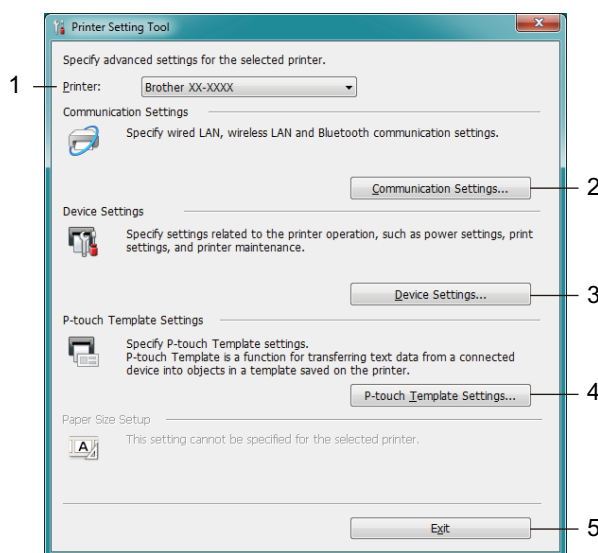 Printer Setting Tool
Specify advanced settings for the selected printer.
1
Printer:
Brother XX-XXXX
Communication Settings
Specify wired LAN, wireless LAN and Bluetooth communication settings.
Communication Settings...
2
Device Settings
Specify settings related to the printer operation, such as power settings, print
settings, and printer maintenance.
Device Settings...
3
P-touch Template Settings
Specify P-touch Template settings.
P-touch Template is a function for transferring text data from a connected
device into objects in a template saved on the printer.
P-touch Template Settings...
4
Paper Size Setup
A
This setting cannot be specified for the selected printer.
Exit
5